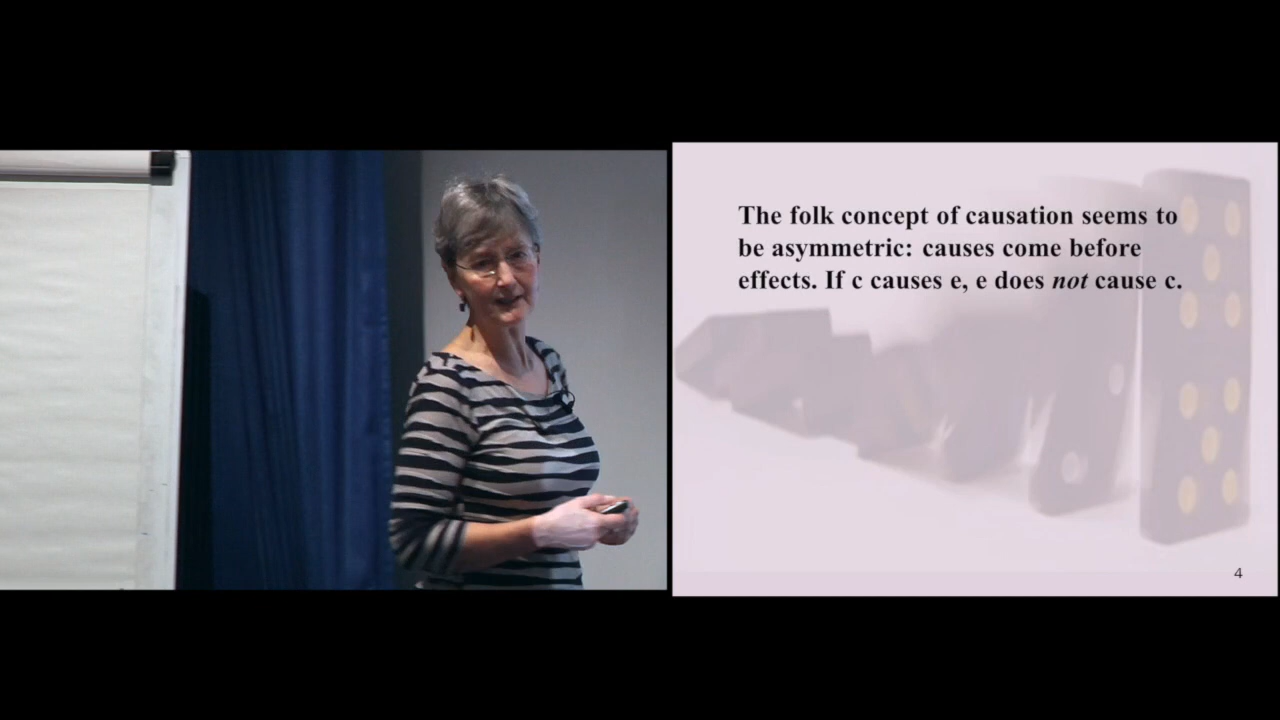 The folk concept of causation seems to
be asymmetric: causes come before
effects. If c causes e, e does not cause c.
4